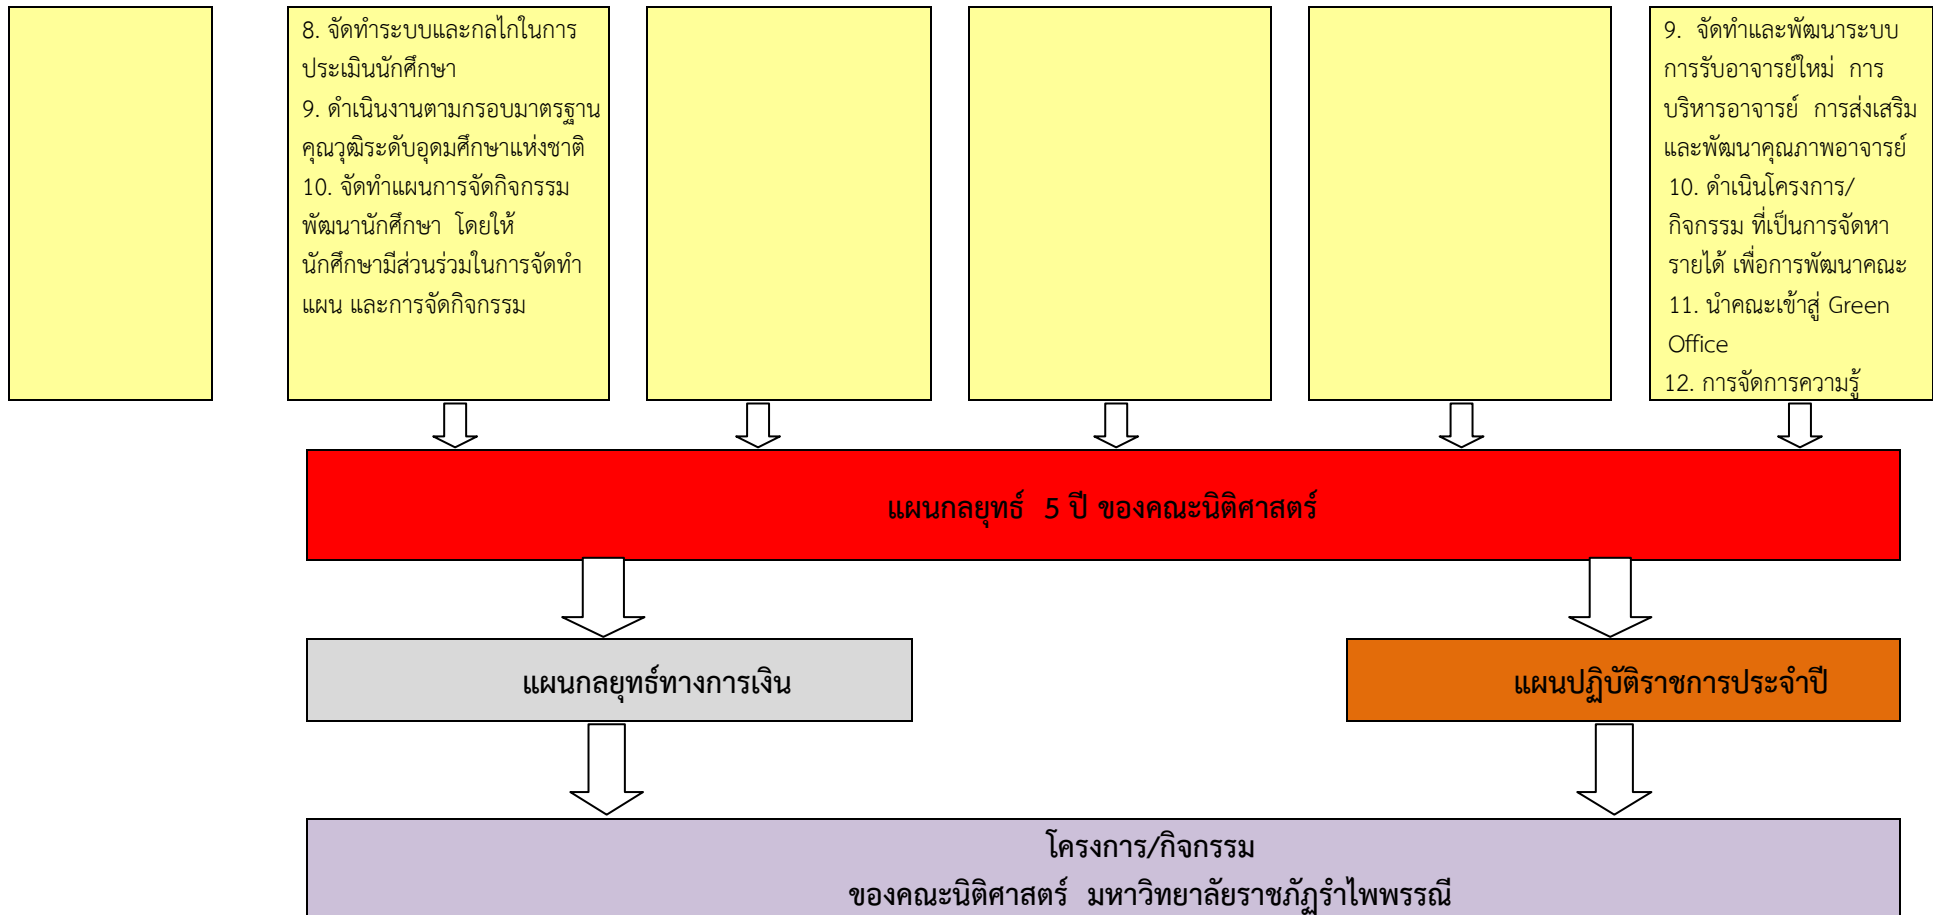 8. จัดทำระบบและกลไกในการ
ประเมินนักศึกษา
9. ดำเนินงานตามกรอบมาตรฐาน
คุณวุฒิระดับอุดมศึกษาแห่งชาติ
10. จัดทำแผนการจัดกิจกรรม
พัฒนานักศึกษา โดยให้
นักศึกษามีส่วนร่วมในการจัดทำ
แผน และการจัดกิจกรรม
9. จัดทำและพัฒนาระบบ
การรับอาจารย์ใหม่ การ
บริหารอาจารย์ การส่งเสริม
และพัฒนาคุณภาพอาจารย์
10. ดำเนินโครงการ/
กิจกรรม ที่เป็นการจัดหา
รายได้ เพื่อการพัฒนาคณะ
11. นำคณะเข้าสู่ Green
Office
12. การจัดการความรู้
แผนกลยุทธ์ 5 ปี ของคณะนิติศาสตร์
แผนกลยุทธ์ทางการเงิน
แผนปฏิบัติราชการประจำปี
โครงการ/กิจกรรม
ของคณะนิติศาสตร์ มหาวิทยาลัยราชภัฏรำไพพรรณี